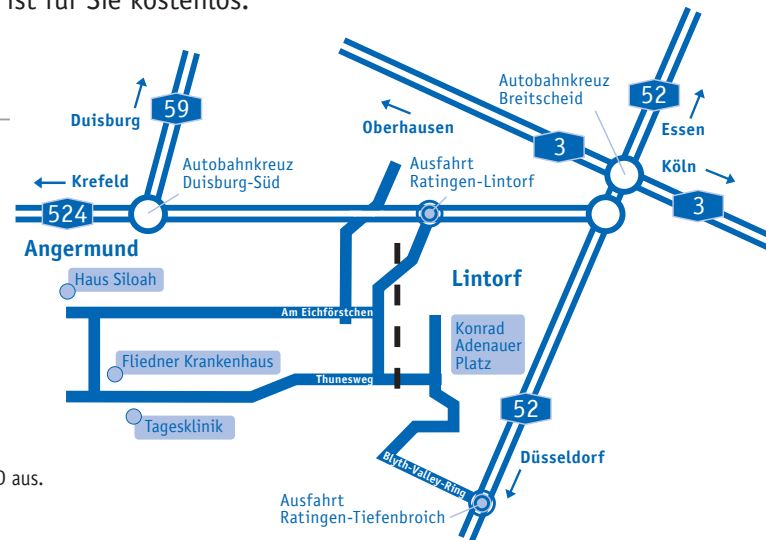 ist für Sie kostenlos.
Autobahnkreuz
Breitscheid
52
59
Duisburg
Oberhausen
Essen
3
Köln
Autobahnkreuz
Duisburg-Süd
Ausfahrt
Ratingen-Lintorf
Krefeld
524
3
Angermund
Lintorf
Haus Siloah
Am Eichförstchen
Konrad
Adenauer
Platz
Fliedner Krankenhaus
Thunesweg
52
Tagesklinik
Blyth-Valley-Ring
Düsseldorf
aus.
Ausfahrt
Ratingen-Tiefenbroich